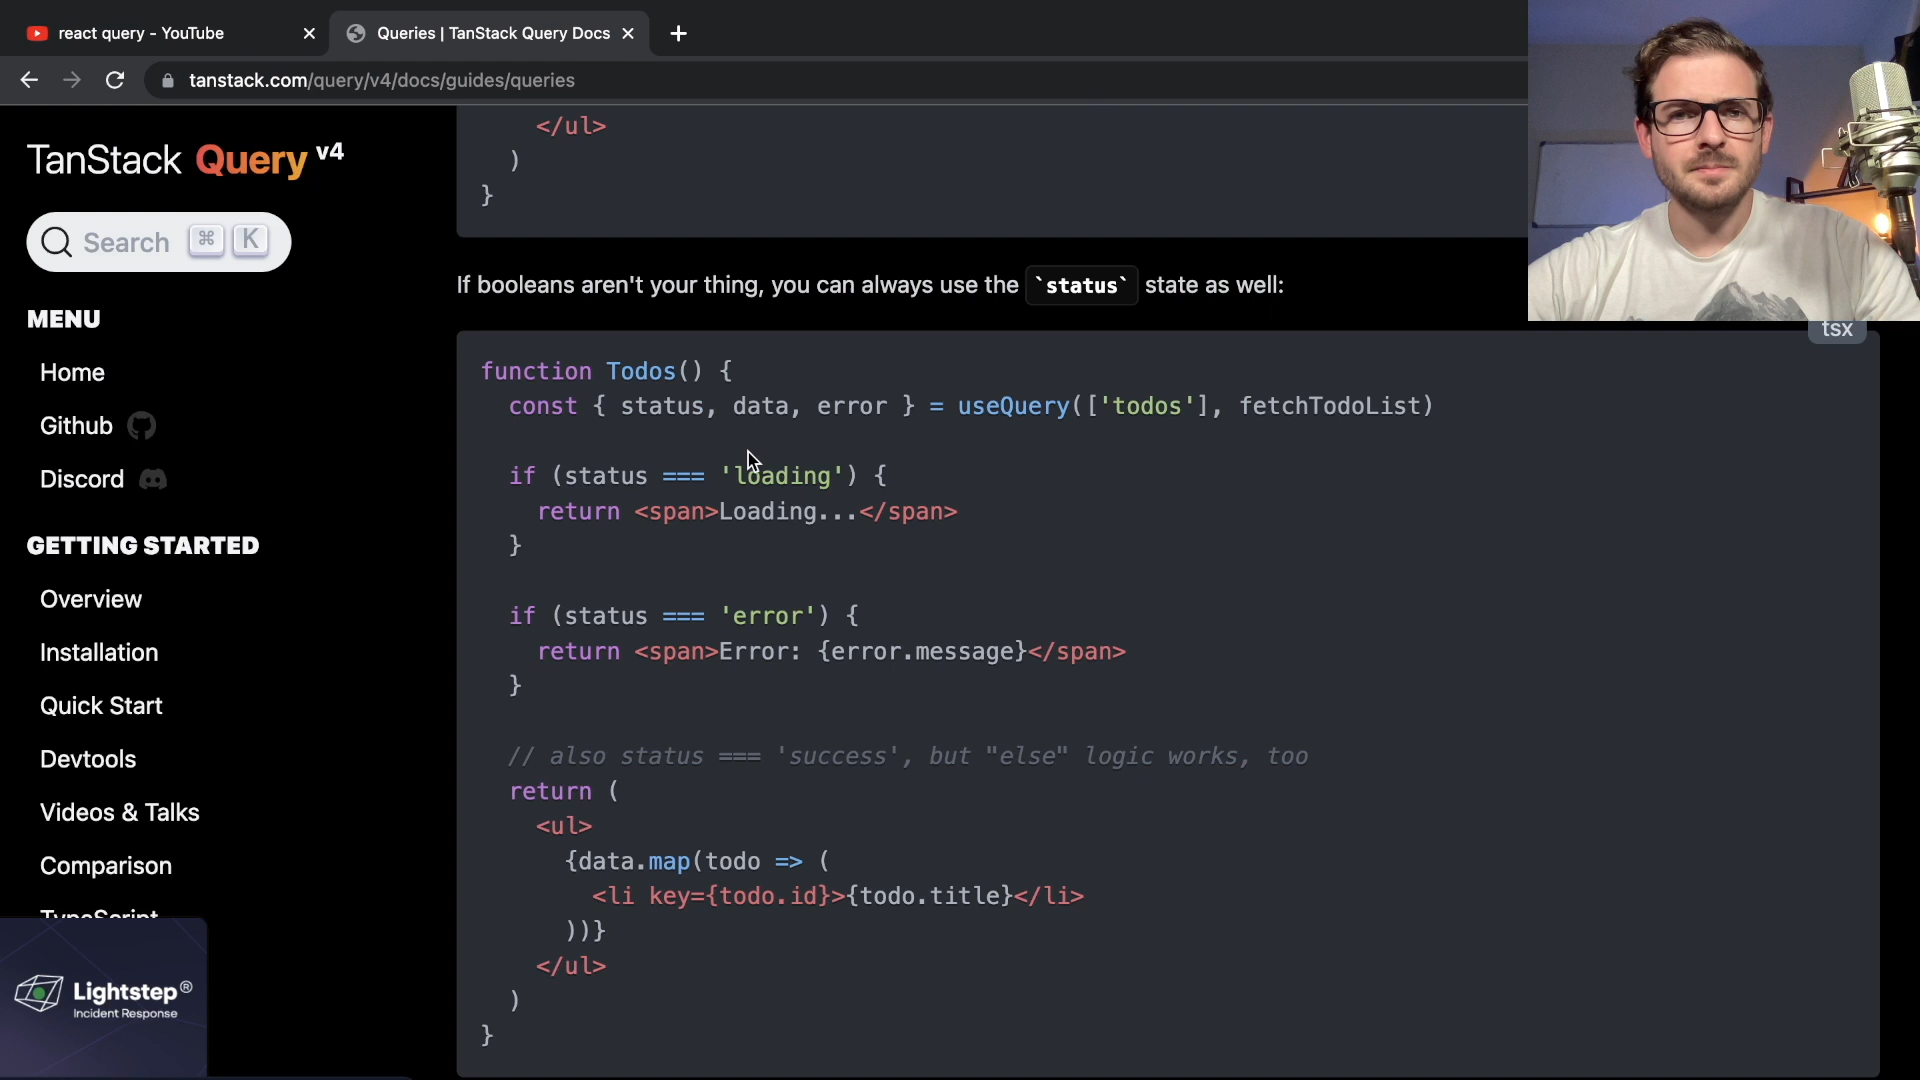 react query - YouTube
Queries | TanStack Query Docs
tanstack.com/query/v4/docs/guides/queries
TanStack Query v4
Search ⌘ K
MENU
Home
Github
Discord
GETTING STARTED
Overview
Installation
Quick Start
Devtools
Videos & Talks
Comparison
TypeScript
Lightstep®
Incident Response
</ul>
)
}
If booleans aren't your thing, you can always use the `status` state as well:
tsx
function Todos() {
const { status, data, error } = useQuery(['todos'], fetchTodoList)
if (status === 'loading') {
return <span>Loading...</span>
}
if (status === 'error') {
return <span>Error: {error.message}</span>
}
// also status === 'success', but "else" logic works, too
return (
<ul>
{data.map(todo => (
<li key={todo.id}>{todo.title}</li>
))}
</ul>
)
}